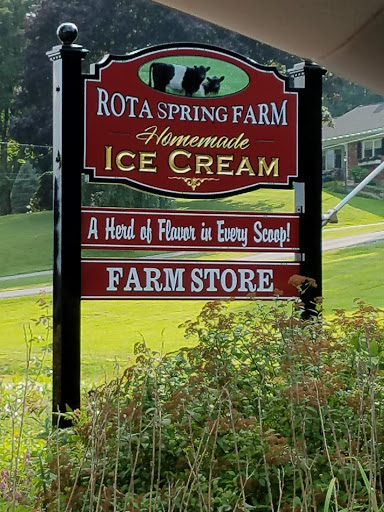 ROTA SPRING FARM
Homemade
ICE CREAM
A Herd of Flavor in Every Scoop!
FARM STORE